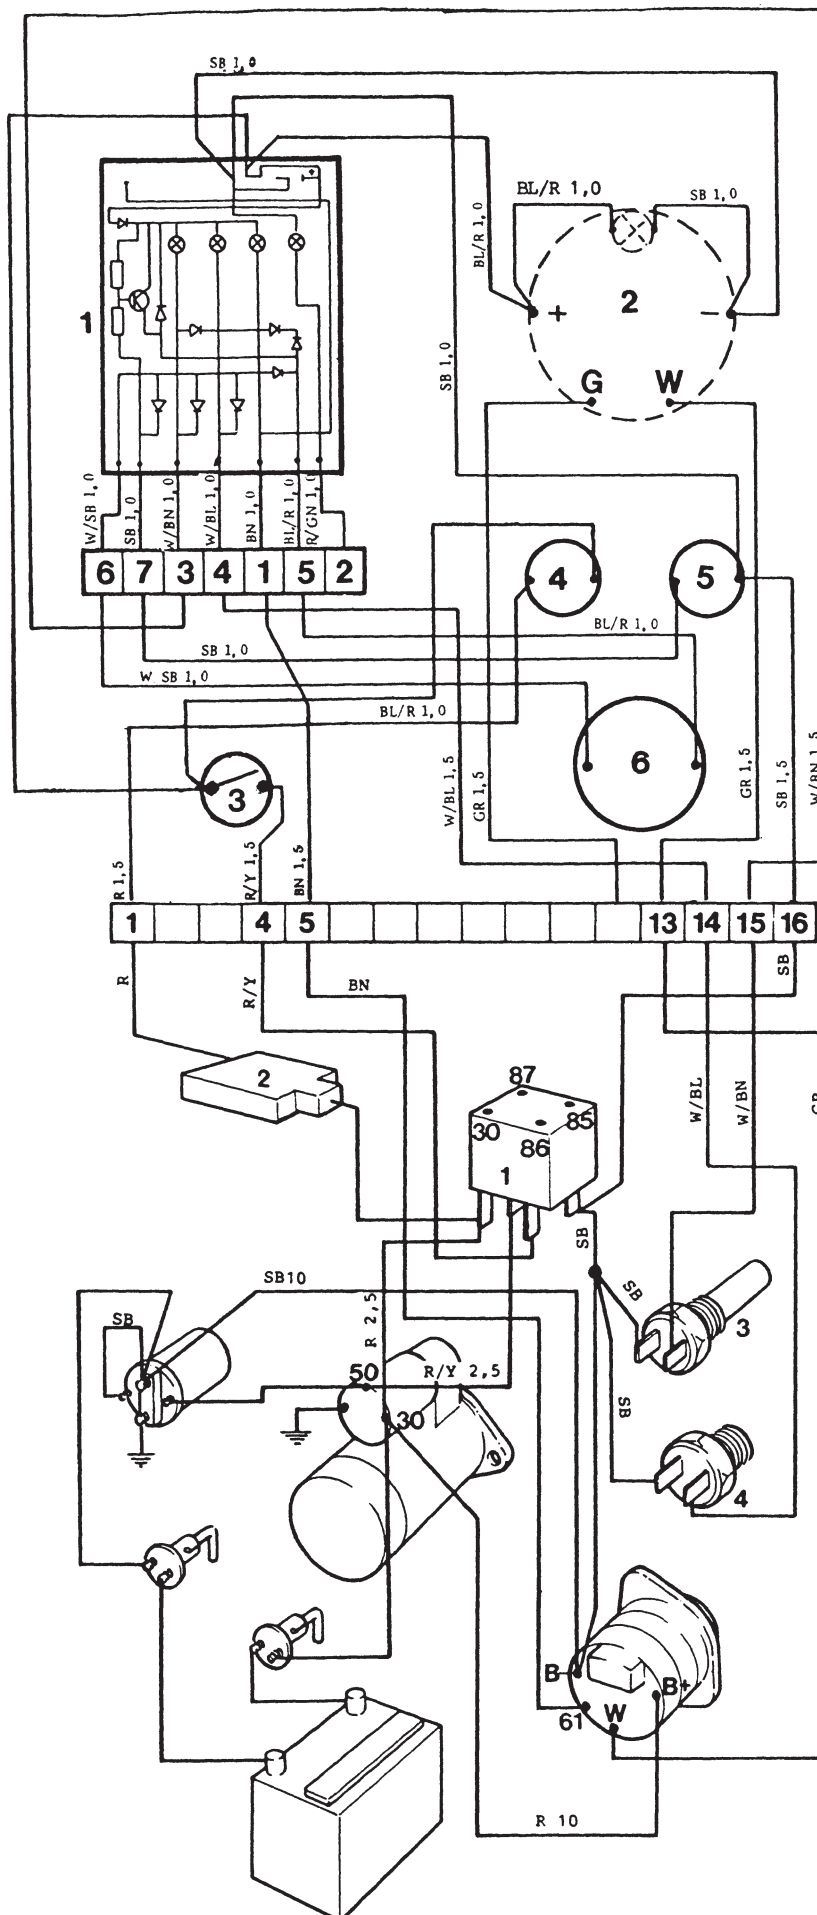 SB 1,0
BL/R 1,0
SB 1,0
BL/R 1,0
2
+
−
1
SB 1,0
G
W
W/SB 1,0
SB 1,0
W/BN 1,0
W/BL 1,0
BN 1,0
BL/R 1,0
R/GN 1,0
6 7 3 4 1 5 2
4
5
BL/R 1,0
SB 1,0
W SB 1,0
BL/R 1,0
6
3
W/BL 1,5
GR 1,5
GR 1,5
SB 1,5
W/BN 1,5
R 1,5
R/Y 1,5
BN 1,5
1 4 5 13 14 15 16
R
R/Y
BN
SB
2
87
85
30
86
1
W/BL
W/BN
SB
SB10
SB
R 2,5
SB
3
50
R/Y 2,5
30
SB
4
B−
B+
61
W
R 10